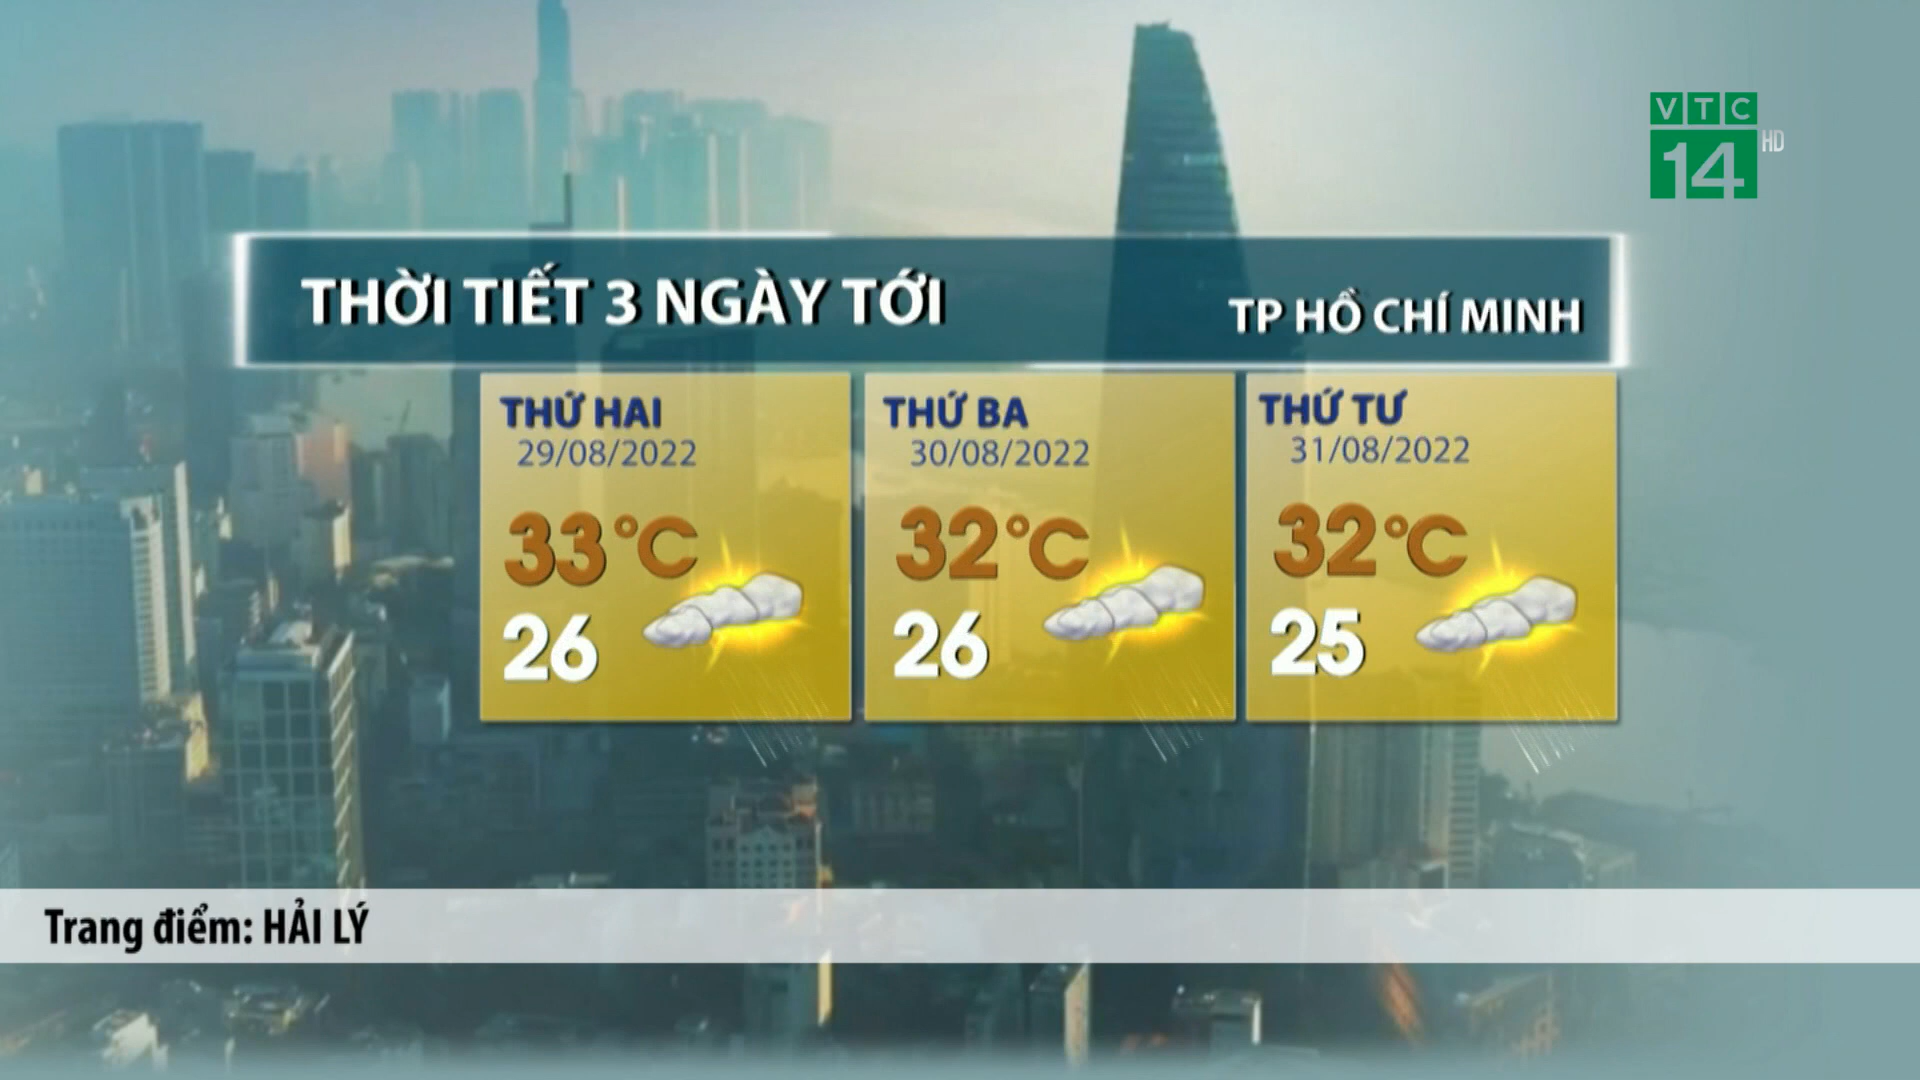 VTC
14 HD
THỜI TIẾT 3 NGÀY TỚI
TP HỒ CHÍ MINH
THỨ HAI
29/08/2022
33°C
26
THỨ BA
30/08/2022
32°C
26
THỨ TƯ
31/08/2022
32°C
25
Trang điểm: HẢI LÝ